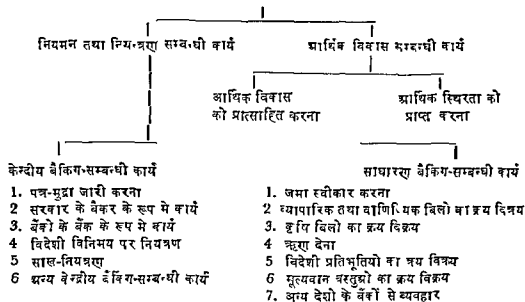 नियमन तथा नियन्त्रण सम्बन्धी कार्य
आर्थिक विकास सम्बन्धी कार्य
आर्थिक विकास
को प्रोत्साहित करना
आर्थिक स्थिरता को
प्राप्त करना
केन्दीय बैकिग-सम्बन्धी कार्य
1. पत्र-मुद्रा जारी करना
2 सरकार के बैकर के रूप मे कार्य
3. बैंको के बैंक के रूप मे कार्य
4 विदेशी विनिमय पर नियत्रण
5 साख-नियत्रण
6 अन्य केन्द्रीय बैंकिग-सम्बन्धी कार्य
साधारण बैकिग-सम्बन्धी कार्य
1. जमा स्वीकार करना
2 व्यापारिक तथा वाणिज्यिक बिलो का क्रय विक्रय
3. कृषि बिलो का क्रय विक्रय
4 ऋण देना
5 विदेशी प्रतिभूतियो का क्रय विक्रय
6 मूल्यवान वस्तुओ का क्रय विक्रय
7. अन्य देशो के बैंको से व्यवहार